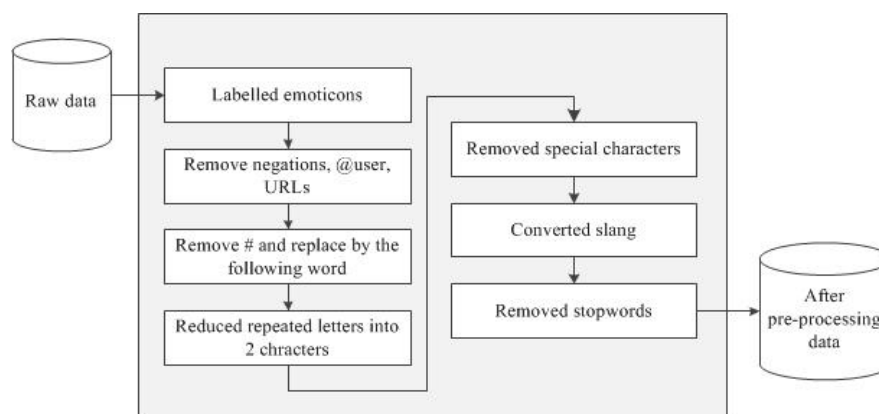 Raw data
Labelled emoticons
Remove negations, @user,
URLs
Remove # and replace by the
following word
Reduced repeated letters into
2 chracters
Removed special characters
Converted slang
Removed stopwords
After
pre-processing
data